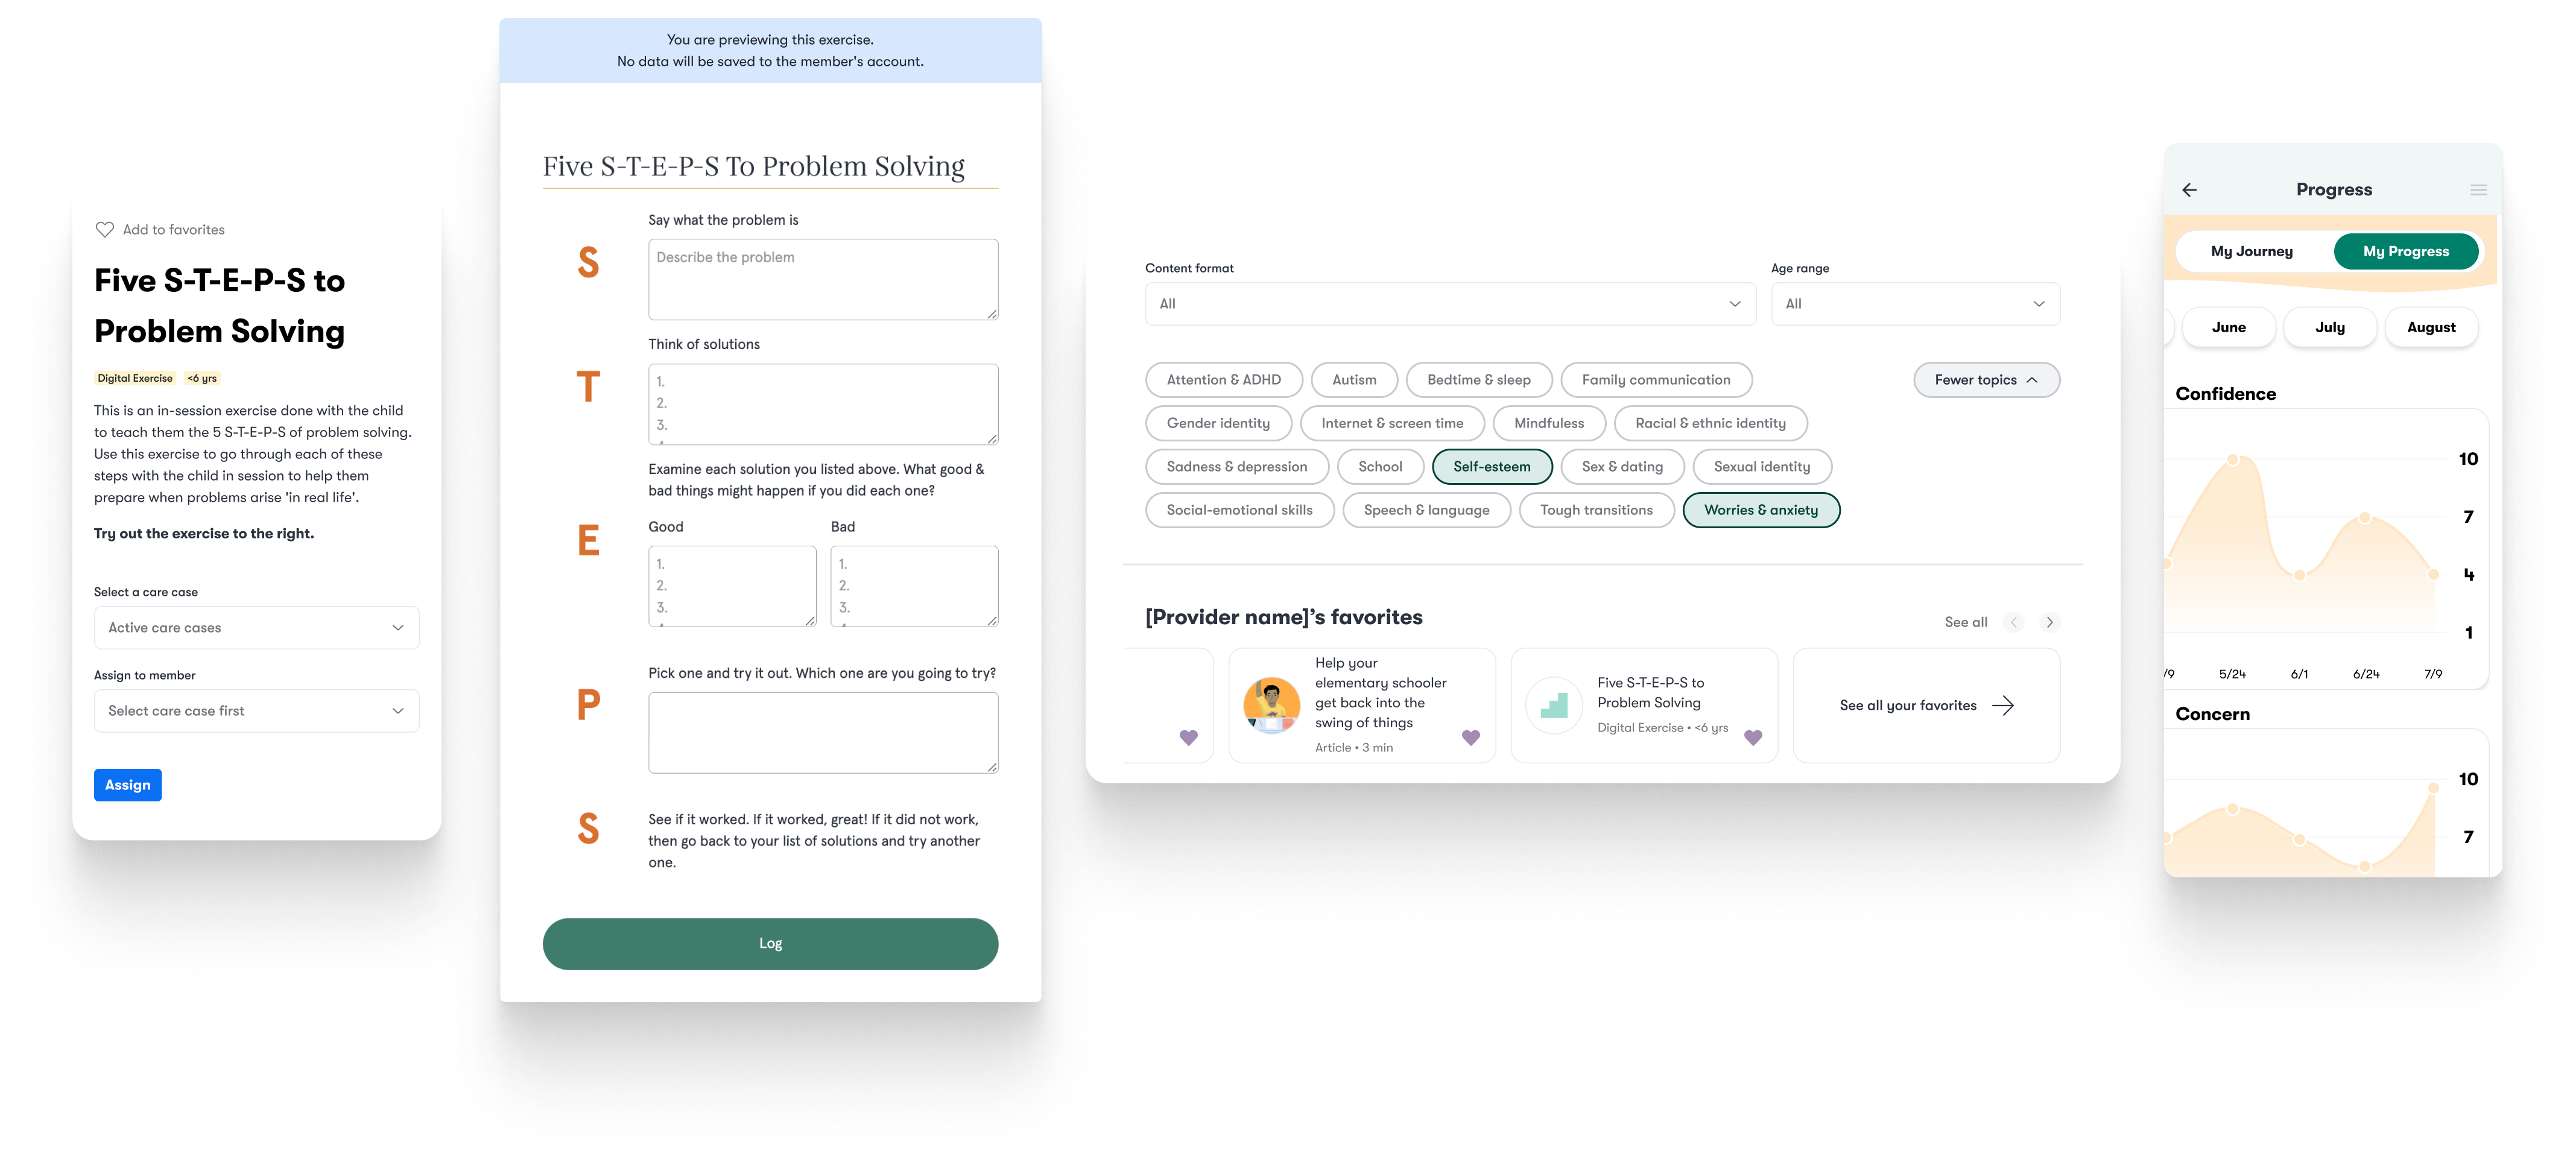 Add to favorites
Five S-T-E-P-S to
Problem Solving
Digital Exercise <6 yrs
This is an in-session exercise done with the child
to teach them the 5 S-T-E-P-S of problem solving.
Use this exercise to go through each of these
steps with the child in session to help them
prepare when problems arise 'in real life'.
Try out the exercise to the right.
Select a care case
Active care cases
Assign to member
Select care case first
Assign
You are previewing this exercise.
No data will be saved to the member's account.
Five S-T-E-P-S To Problem Solving
S
Say what the problem is
Describe the problem
T
Think of solutions
1.
2.
3.
E
Examine each solution you listed above. What good &
bad things might happen if you did each one?
Good
1.
2.
3.
Bad
1.
2.
3.
P
Pick one and try it out. Which one are you going to try?
S
See if it worked. If it worked, great! If it did not work,
then go back to your list of solutions and try another
one.
Log
Content format
All
Age range
All
Attention & ADHD Autism Bedtime & sleep Family communication
Fewer topics
Gender identity Internet & screen time Mindfuless Racial & ethnic identity
Sadness & depression School Self-esteem Sex & dating Sexual identity
Social-emotional skills Speech & language Tough transitions Worries & anxiety
[Provider name]’s favorites
See all
Help your
elementary schooler
get back into the
swing of things
Article • 3 min
Five S-T-E-P-S to
Problem Solving
Digital Exercise • <6 yrs
See all your favorites
Progress
My Journey My Progress
June July August
Confidence
10
7
4
1
/9 5/24 6/1 6/24 7/9
Concern
10
7